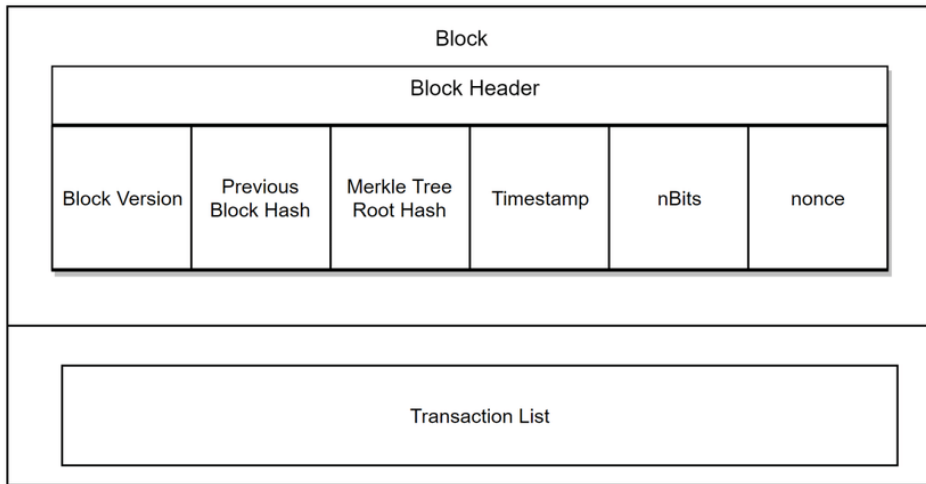 Block
Block Header
Block Version
Previous
Block Hash
Merkle Tree
Root Hash
Timestamp
nBits
nonce
Transaction List